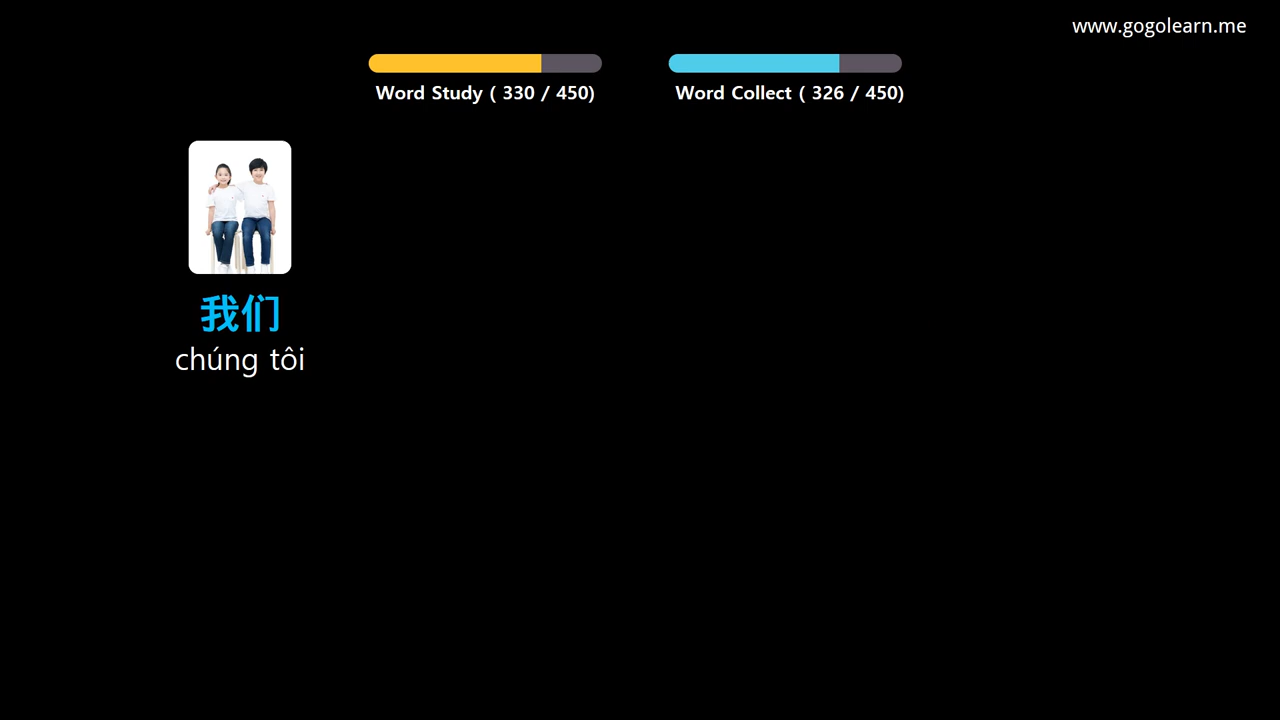 www.gogolearn.me
Word Study ( 330 / 450)
Word Collect ( 326 / 450)
我们
chúng tôi